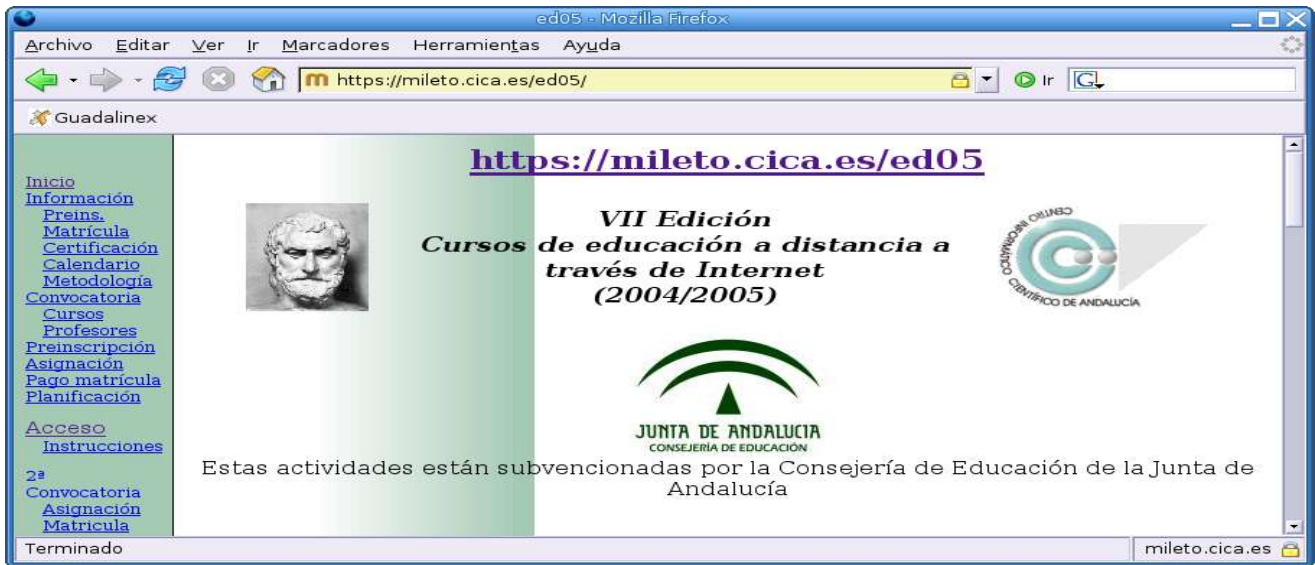 ed05 - Mozilla Firefox
Archivo Editar Ver Ir Marcadores Herramientas Ayuda
m https://mileto.cica.es/ed05/ Ir G
Guadalinex
https://mileto.cica.es/ed05
Inicio
Información
Preins.
Matrícula
Certificación
Calendario
Metodología
Convocatoria
Cursos
Profesores
Preinscripción
Asignación
Pago matrícula
Planificación
Acceso
Instrucciones
2ª
Convocatoria
Asignación
Matricula
VII Edición
Cursos de educación a distancia a
través de Internet
(2004/2005)
CENTRO INFORMÁTICO CIENTÍFICO DE ANDALUCÍA
JUNTA DE ANDALUCIA
CONSEJERÍA DE EDUCACIÓN
Estas actividades están subvencionadas por la Consejería de Educación de la Junta de
Andalucía
Terminado mileto.cica.es